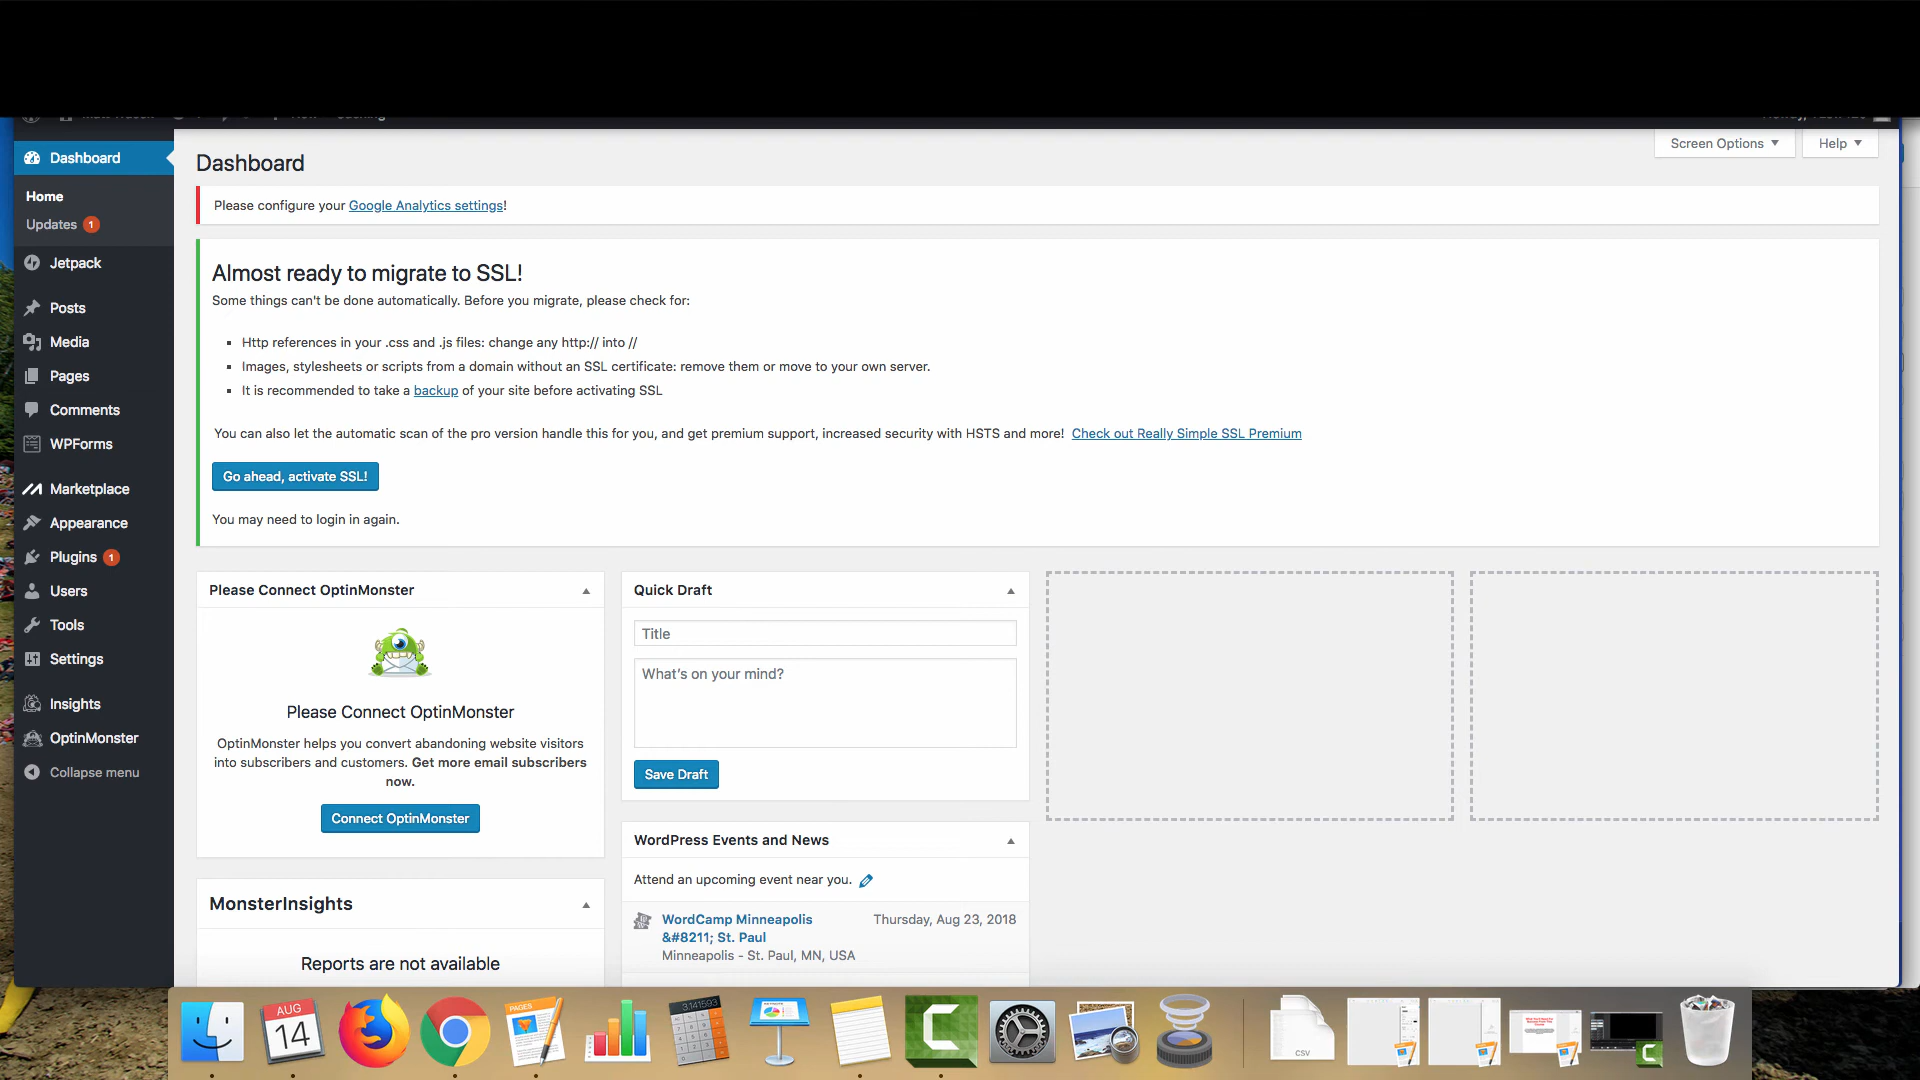 Dashboard
Home
Updates 1
Jetpack
Posts
Media
Pages
Comments
WPForms
Marketplace
Appearance
Plugins 1
Users
Tools
Settings
Insights
OptinMonster
Collapse menu
Screen Options
Help
Dashboard
Please configure your Google Analytics settings!
Almost ready to migrate to SSL!
Some things can't be done automatically. Before you migrate, please check for:
Http references in your .css and .js files: change any http:// into //
Images, stylesheets or scripts from a domain without an SSL certificate: remove them or move to your own server.
It is recommended to take a backup of your site before activating SSL
You can also let the automatic scan of the pro version handle this for you, and get premium support, increased security with HSTS and more! Check out Really Simple SSL Premium
Go ahead, activate SSL!
You may need to login in again.
Please Connect OptinMonster
Please Connect OptinMonster
OptinMonster helps you convert abandoning website visitors
into subscribers and customers. Get more email subscribers
now.
Connect OptinMonster
MonsterInsights
Reports are not available
Quick Draft
Title
What's on your mind?
Save Draft
WordPress Events and News
Attend an upcoming event near you.
WordCamp Minneapolis
&#8211; St. Paul
Thursday, Aug 23, 2018
Minneapolis - St. Paul, MN, USA
AUG
14
PAGES
3.141593
CSV